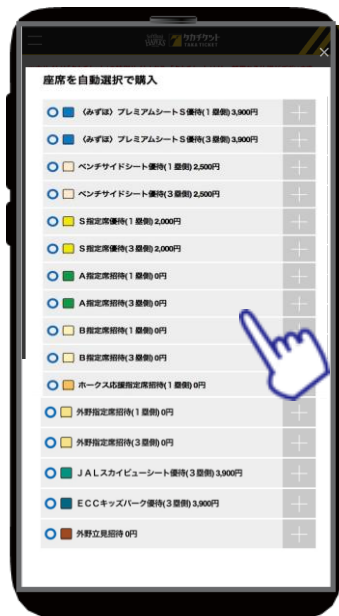 タカチケット
TAKA TICKET
×
座席を自動選択で購入
(みずほ)プレミアムシートS優待(1塁側)3,900円
(みずほ)プレミアムシートS優待(3塁側)3,900円
ベンチサイドシート優待(1塁側)2,500円
ベンチサイドシート優待(3塁側)2,500円
S指定席優待(1塁側)2,000円
S指定席優待(3塁側)2,000円
A指定席招待(1塁側)0円
A指定席招待(3塁側)0円
B指定席招待(1塁側)0円
B指定席招待(3塁側)0円
ホークス応援指定席招待(1塁側)0円
外野指定席招待(1塁側)0円
外野指定席招待(3塁側)0円
JALスカイビューシート優待(3塁側)3,900円
ECCキッズパーク優待(3塁側)3,900円
外野立見招待0円